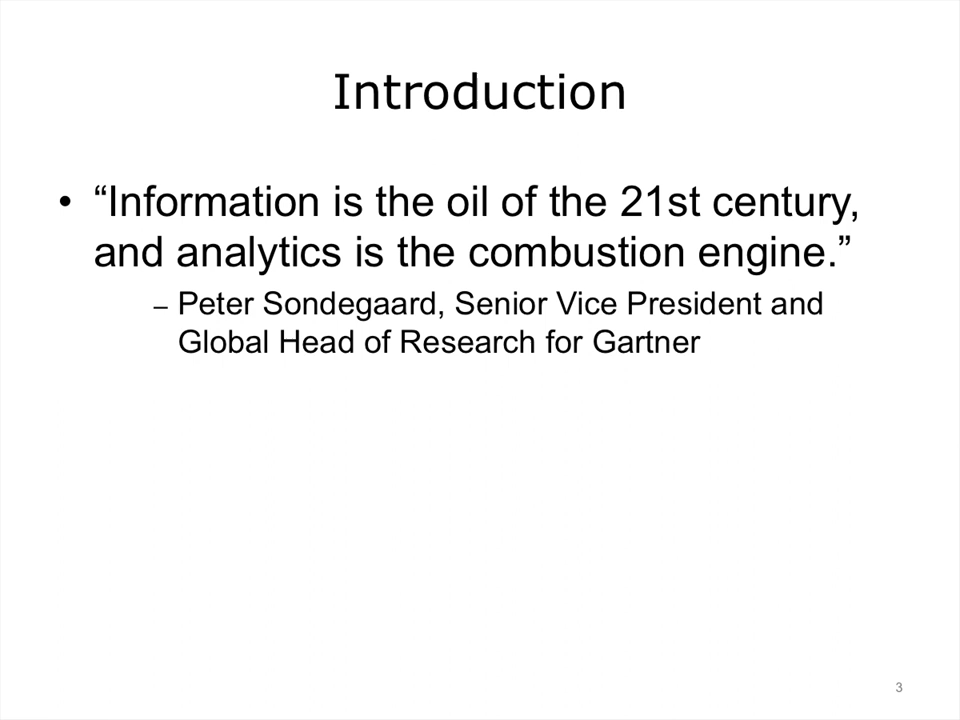 Introduction
• “Information is the oil of the 21st century,
and analytics is the combustion engine.”
– Peter Sondegaard, Senior Vice President and
Global Head of Research for Gartner
3